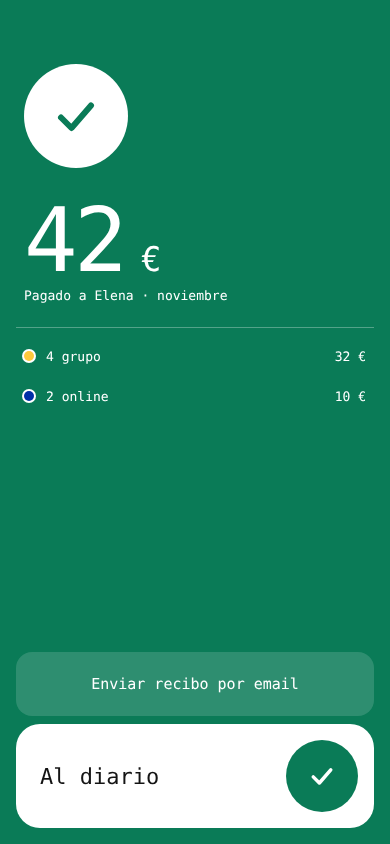 42 €
Pagado a Elena · noviembre
4 grupo 32 €
2 online 10 €
Enviar recibo por email
Al diario